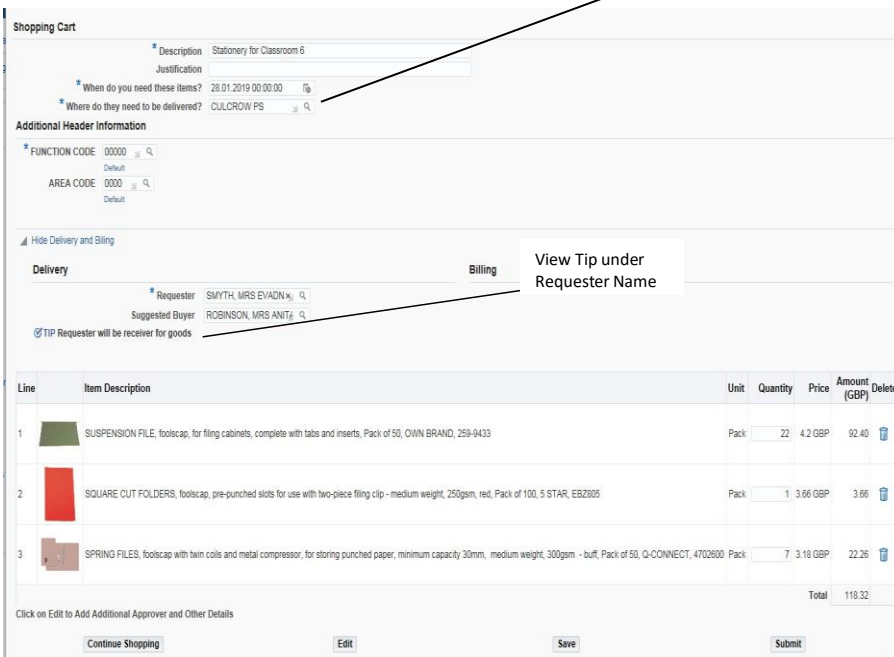 Shopping Cart
* Description Stationery for Classroom 6
Justification
* When do you need these items? 28.01.2019 00:00:00
* Where do they need to be delivered? CULCROW PS
Additional Header Information
* FUNCTION CODE 00000
Default
AREA CODE 0000
Default
Hide Delivery and Biling
View Tip under
Requester Name
Delivery Billing
* Requester SMYTH, MRS EVADN
Suggested Buyer ROBINSON, MRS ANIT
TIP Requester will be receiver for goods
Line Item Description Unit Quantity Price Amount (GBP) Delete
1 SUSPENSION FILE, foolscap, for filing cabinets, complete with tabs and inserts, Pack of 50, OWN BRAND, 259-9433 Pack 22 4.2 GBP 92.40
2 SQUARE CUT FOLDERS, foolscap, pre-punched slots for use with two-piece filing clip - medium weight, 250gsm, red, Pack of 100, 5 STAR, EBZ805 Pack 1 3.66 GBP 3.66
3 SPRING FILES, foolscap with twin coils and metal compressor, for storing punched paper, minimum capacity 30mm, medium weight, 300gsm - buff, Pack of 50, Q-CONNECT, 4702600 Pack 7 3.18 GBP 22.26
Total 118.32
Click on Edit to Add Additional Approver and Other Details
Continue Shopping Edit Save Submit